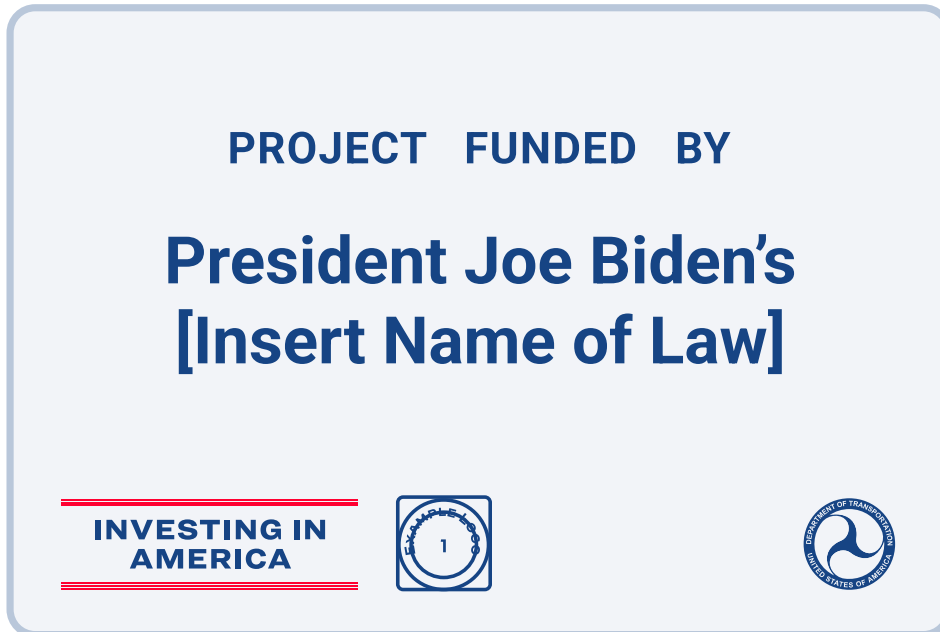 PROJECT FUNDED BY
President Joe Biden’s
[Insert Name of Law]
INVESTING IN
AMERICA
EXAMPLE LOGO
1
DEPARTMENT OF TRANSPORTATION
UNITED STATES OF AMERICA